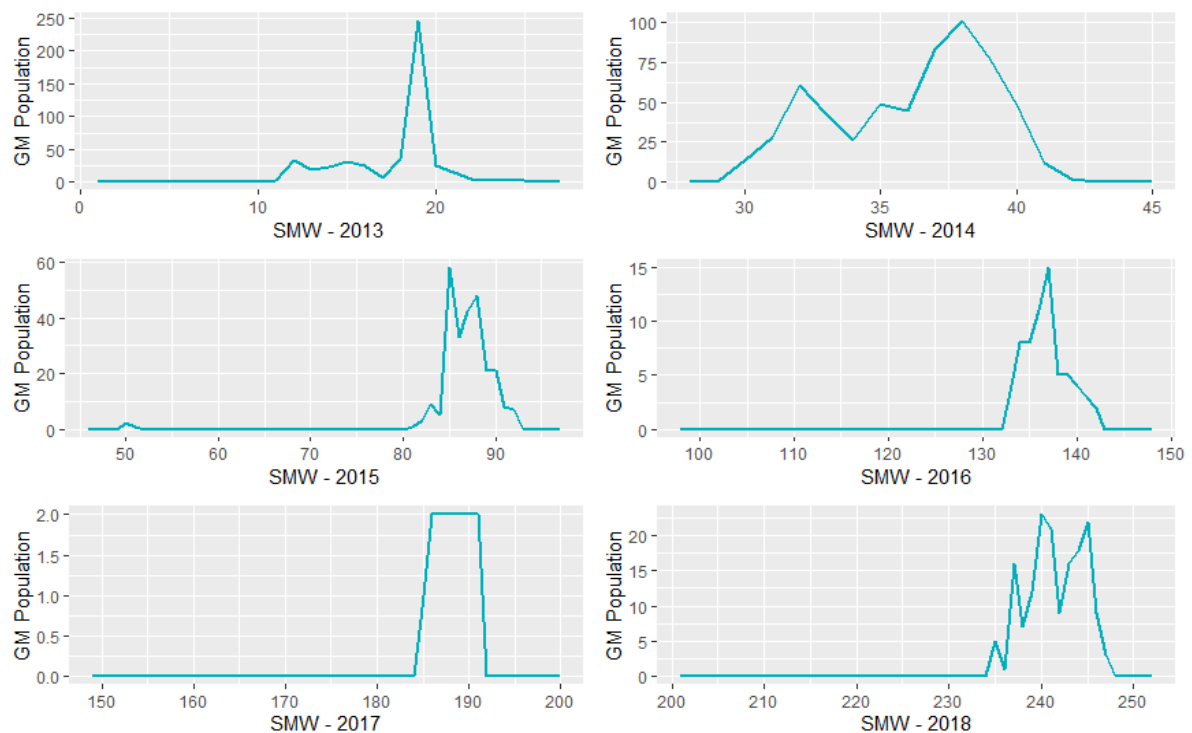 250
200
150
100
50
0
GM Population
0 10 20
SMW - 2013
100
75
50
25
0
GM Population
30 35 40 45
SMW - 2014
60
40
20
0
GM Population
50 60 70 80 90
SMW - 2015
15
10
5
0
GM Population
100 110 120 130 140 150
SMW - 2016
2.0
1.5
1.0
0.5
0.0
GM Population
150 160 170 180 190 200
SMW - 2017
20
15
10
5
0
GM Population
200 210 220 230 240 250
SMW - 2018